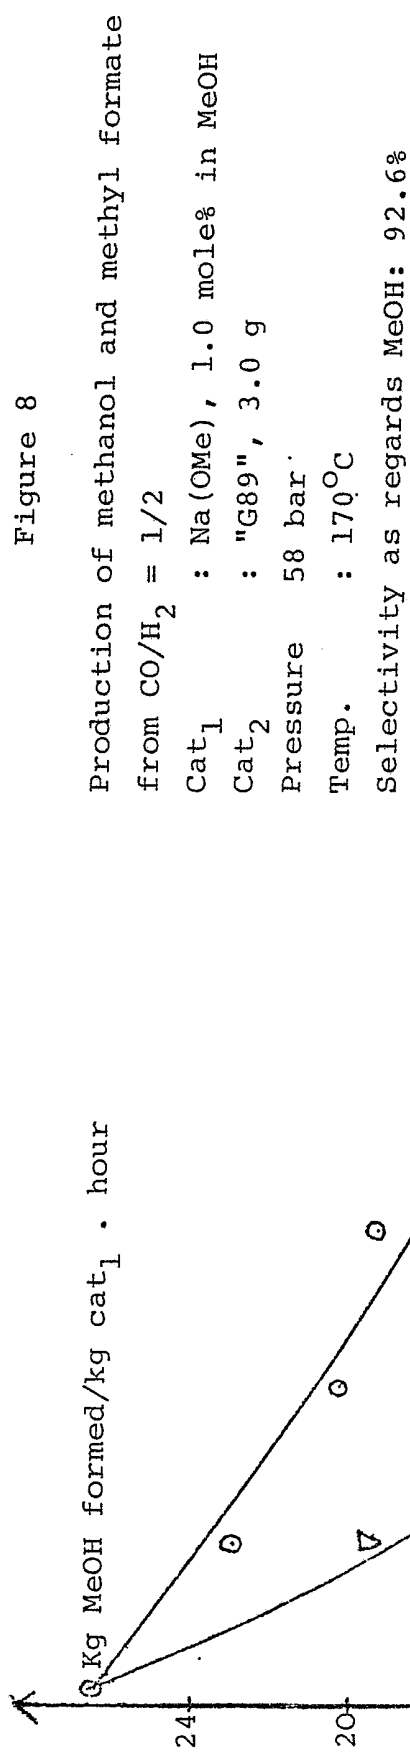 Figure 8
Production of methanol and methyl formate
from CO/H2 = 1/2
Cat1 : Na(OMe), 1.0 mole% in MeOH
Cat2 : "G89", 3.0 g
Pressure 58 bar
Temp. : 170°C
Selectivity as regards MeOH: 92.6%
Kg MeOH formed/kg cat1 . hour
24
20